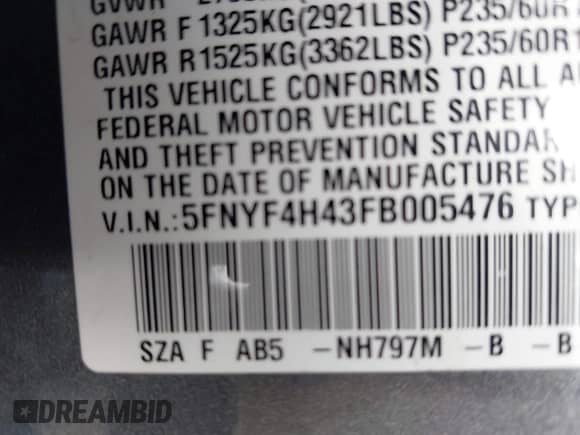 GVWR
GAWR F 1325KG(2921LBS) P235/60R
GAWR R1525KG(3362LBS) P235/60R1
THIS VEHICLE CONFORMS TO ALL A
FEDERAL MOTOR VEHICLE SAFETY
AND THEFT PREVENTION STANDAR
ON THE DATE OF MANUFACTURE SH
V.I.N.:5FNYF4H43FB005476 TYP
SZA F AB5 -NH797M -B -B
DREAMBID